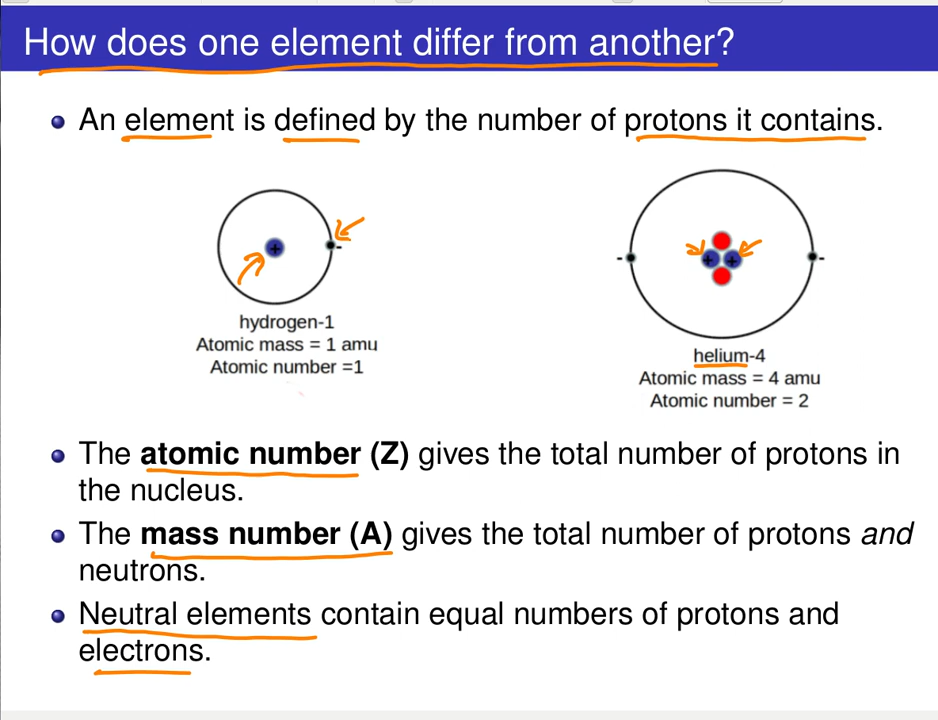 How does one element differ from another?
An element is defined by the number of protons it contains.
+
-
hydrogen-1
Atomic mass = 1 amu
Atomic number =1
-
+
+
-
helium-4
Atomic mass = 4 amu
Atomic number = 2
The atomic number (Z) gives the total number of protons in
the nucleus.
The mass number (A) gives the total number of protons and
neutrons.
Neutral elements contain equal numbers of protons and
electrons.